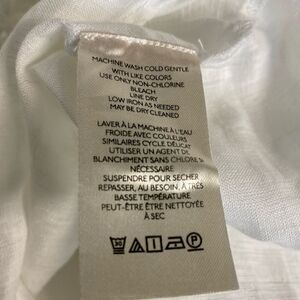 MACHINE WASH COLD GENTLE
WITH LIKE COLORS
USE ONLY NON-CHLORINE
BLEACH
LINE DRY
LOW IRON AS NEEDED
MAY BE DRY CLEANED
LAVER À LA MACHINE À L'EAU
FROIDE AVEC COULEURS
SIMILAIRES CYCLE DÉLICAT
UTILISER UN AGENT DE
BLANCHIMENT SANS CHLORE SI
NÉCESSAIRE
SUSPENDRE POUR SÉCHER
REPASSER, AU BESOIN, À TRÈS
BASSE TEMPÉRATURE
PEUT-ÊTRE ÊTRE NETTOYÉE
À SEC